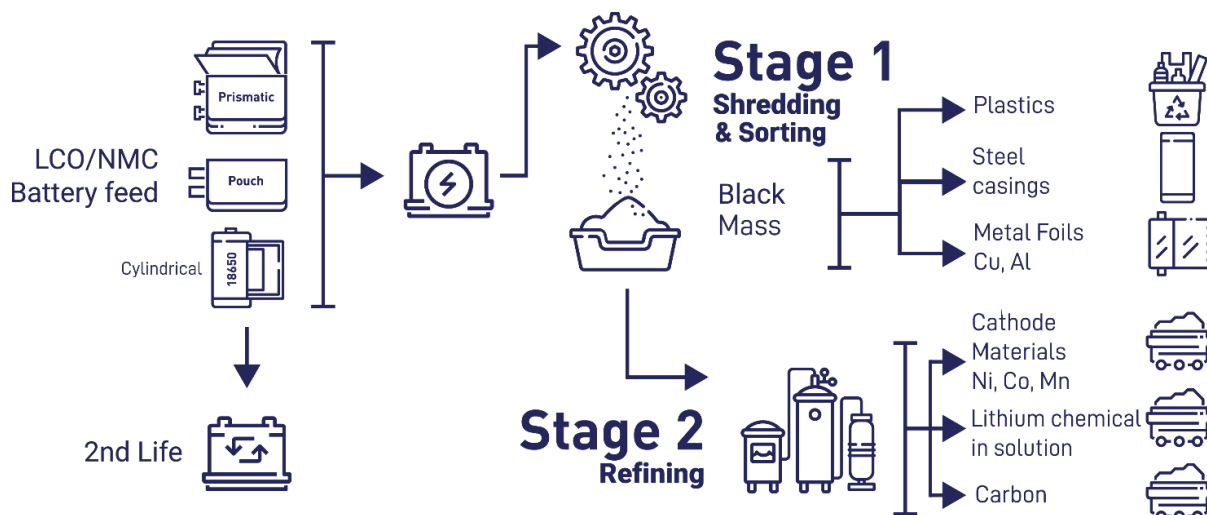 LCO/NMC
Battery feed
Prismatic
Pouch
Cylindrical
18650
2nd Life
Stage 1
Shredding
& Sorting
Black
Mass
Plastics
Steel
casings
Metal Foils
Cu, Al
Stage 2
Refining
Cathode
Materials
Ni, Co, Mn
Lithium chemical
in solution
Carbon